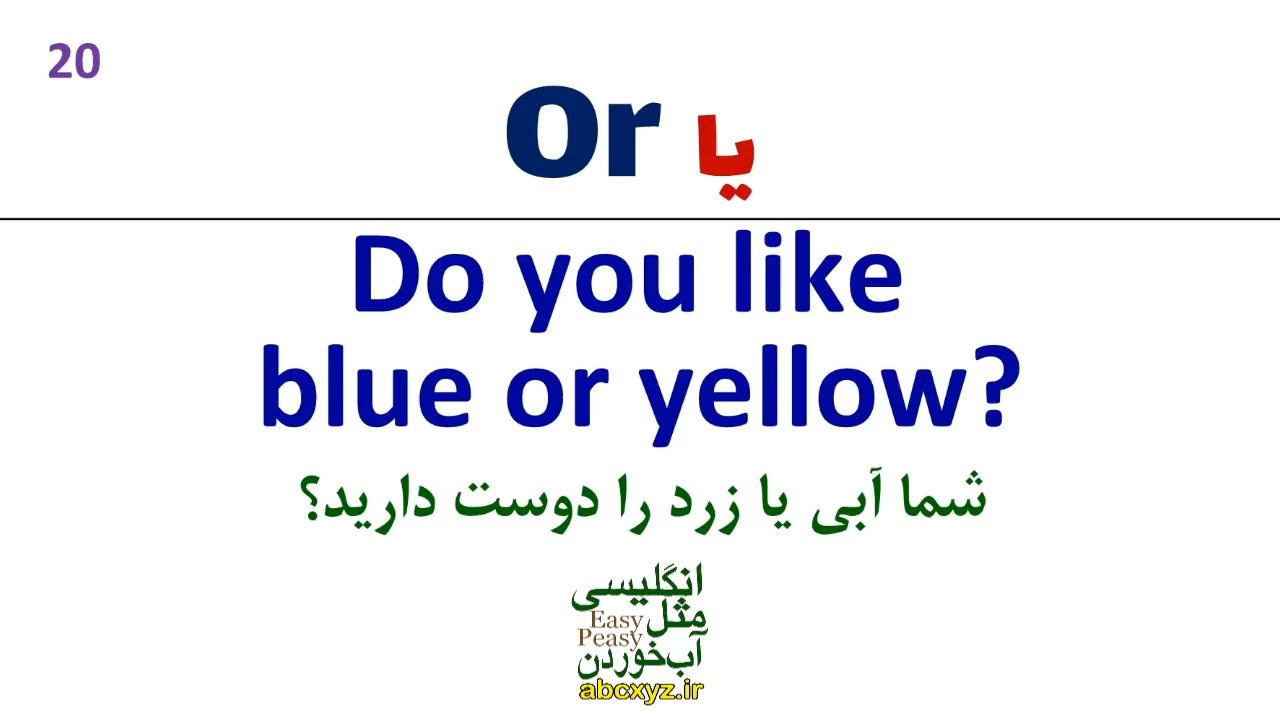 20
Or یا
Do you like
blue or yellow?
شما آبی یا زرد را دوست دارید؟
انگلیسی
مثل
Easy
Peasy
آب‌خوردن
abcxyz.ir